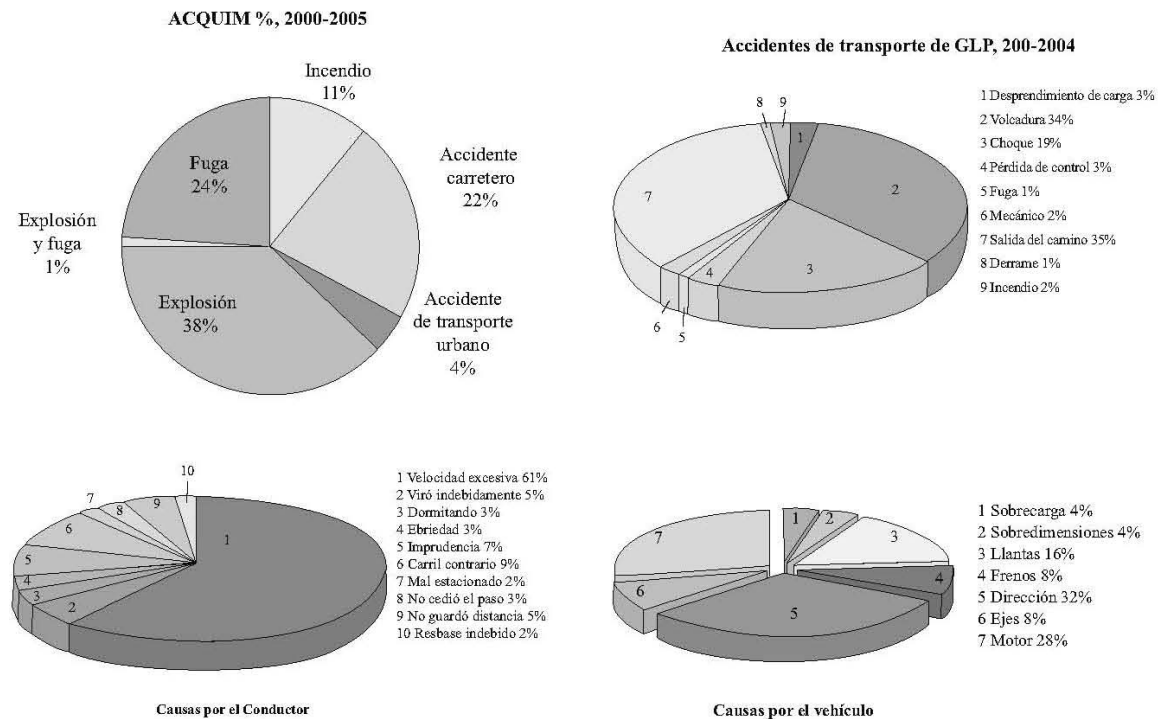 ACQUIM %, 2000-2005
Incendio
11%
Accidente
carretero
22%
Fuga
24%
Explosión
y fuga
1%
Explosión
38%
Accidente
de transporte
urbano
4%
Accidentes de transporte de GLP, 200-2004
8
9
1
2
7
3
4
6
5
1 Desprendimiento de carga 3%
2 Volcadura 34%
3 Choque 19%
4 Pérdida de control 3%
5 Fuga 1%
6 Mecánico 2%
7 Salida del camino 35%
8 Derrame 1%
9 Incendio 2%
10
7
9
8
6
1
5
4
3
2
1 Velocidad excesiva 61%
2 Viró indebidamente 5%
3 Dormitando 3%
4 Ebriedad 3%
5 Imprudencia 7%
6 Carril contrario 9%
7 Mal estacionado 2%
8 No cedió el paso 3%
9 No guardó distancia 5%
10 Resbase indebido 2%
Causas por el Conductor
1
2
3
7
4
6
5
1 Sobrecarga 4%
2 Sobredimensiones 4%
3 Llantas 16%
4 Frenos 8%
5 Dirección 32%
6 Ejes 8%
7 Motor 28%
Causas por el vehículo